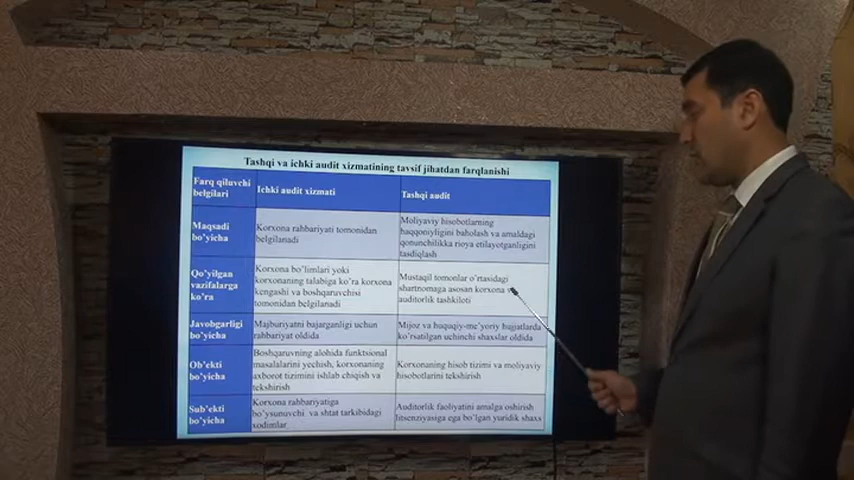 Tashqi va ichki audit xizmatining tavsif jihatdan farqlanishi
Farq qiluvchi
belgilari
Ichki audit xizmati
Tashqi audit
Maqsadi
bo'yicha
Korxona rahbariyati tomonidan
belgilanadi
Moliyaviy hisobotlarning
haqqoniyligini baholash va amaldagi
qonunchilikka rioya etilayotganligini
tasdiqlash
Qo'yilgan
vazifalarga
ko'ra
Korxona bo'limlari yoki
korxonaning talabiga ko'ra korxona
kengashi va boshqaruvchisi
tomonidan belgilanadi
Mustaqil tomonlar o'rtasidagi
shartnomaga asosan korxona
auditorlik tashkiloti
Javobgarligi
bo'yicha
Majburiyatni bajarganligi uchun
rahbariyat oldida
Mijoz va huquqiy-me'yoriy hujjatlarda
ko'rsatilgan uchinchi shaxslar oldida
Ob'ekti
bo'yicha
Boshqaruvning alohida funktsional
masalalarini yechish, korxonaning
axborot tizimini ishlab chiqish va
tekshirish
Korxonaning hisob tizimi va moliyaviy
hisobotlarini tekshirish
Sub'ekti
bo'yicha
Korxona rahbariyatiga
bo'ysunuvchi va shtat tarkibidagi
xodimlar
Auditorlik faoliyatini amalga oshirish
litsenziyasiga ega bo'lgan yuridik shaxs